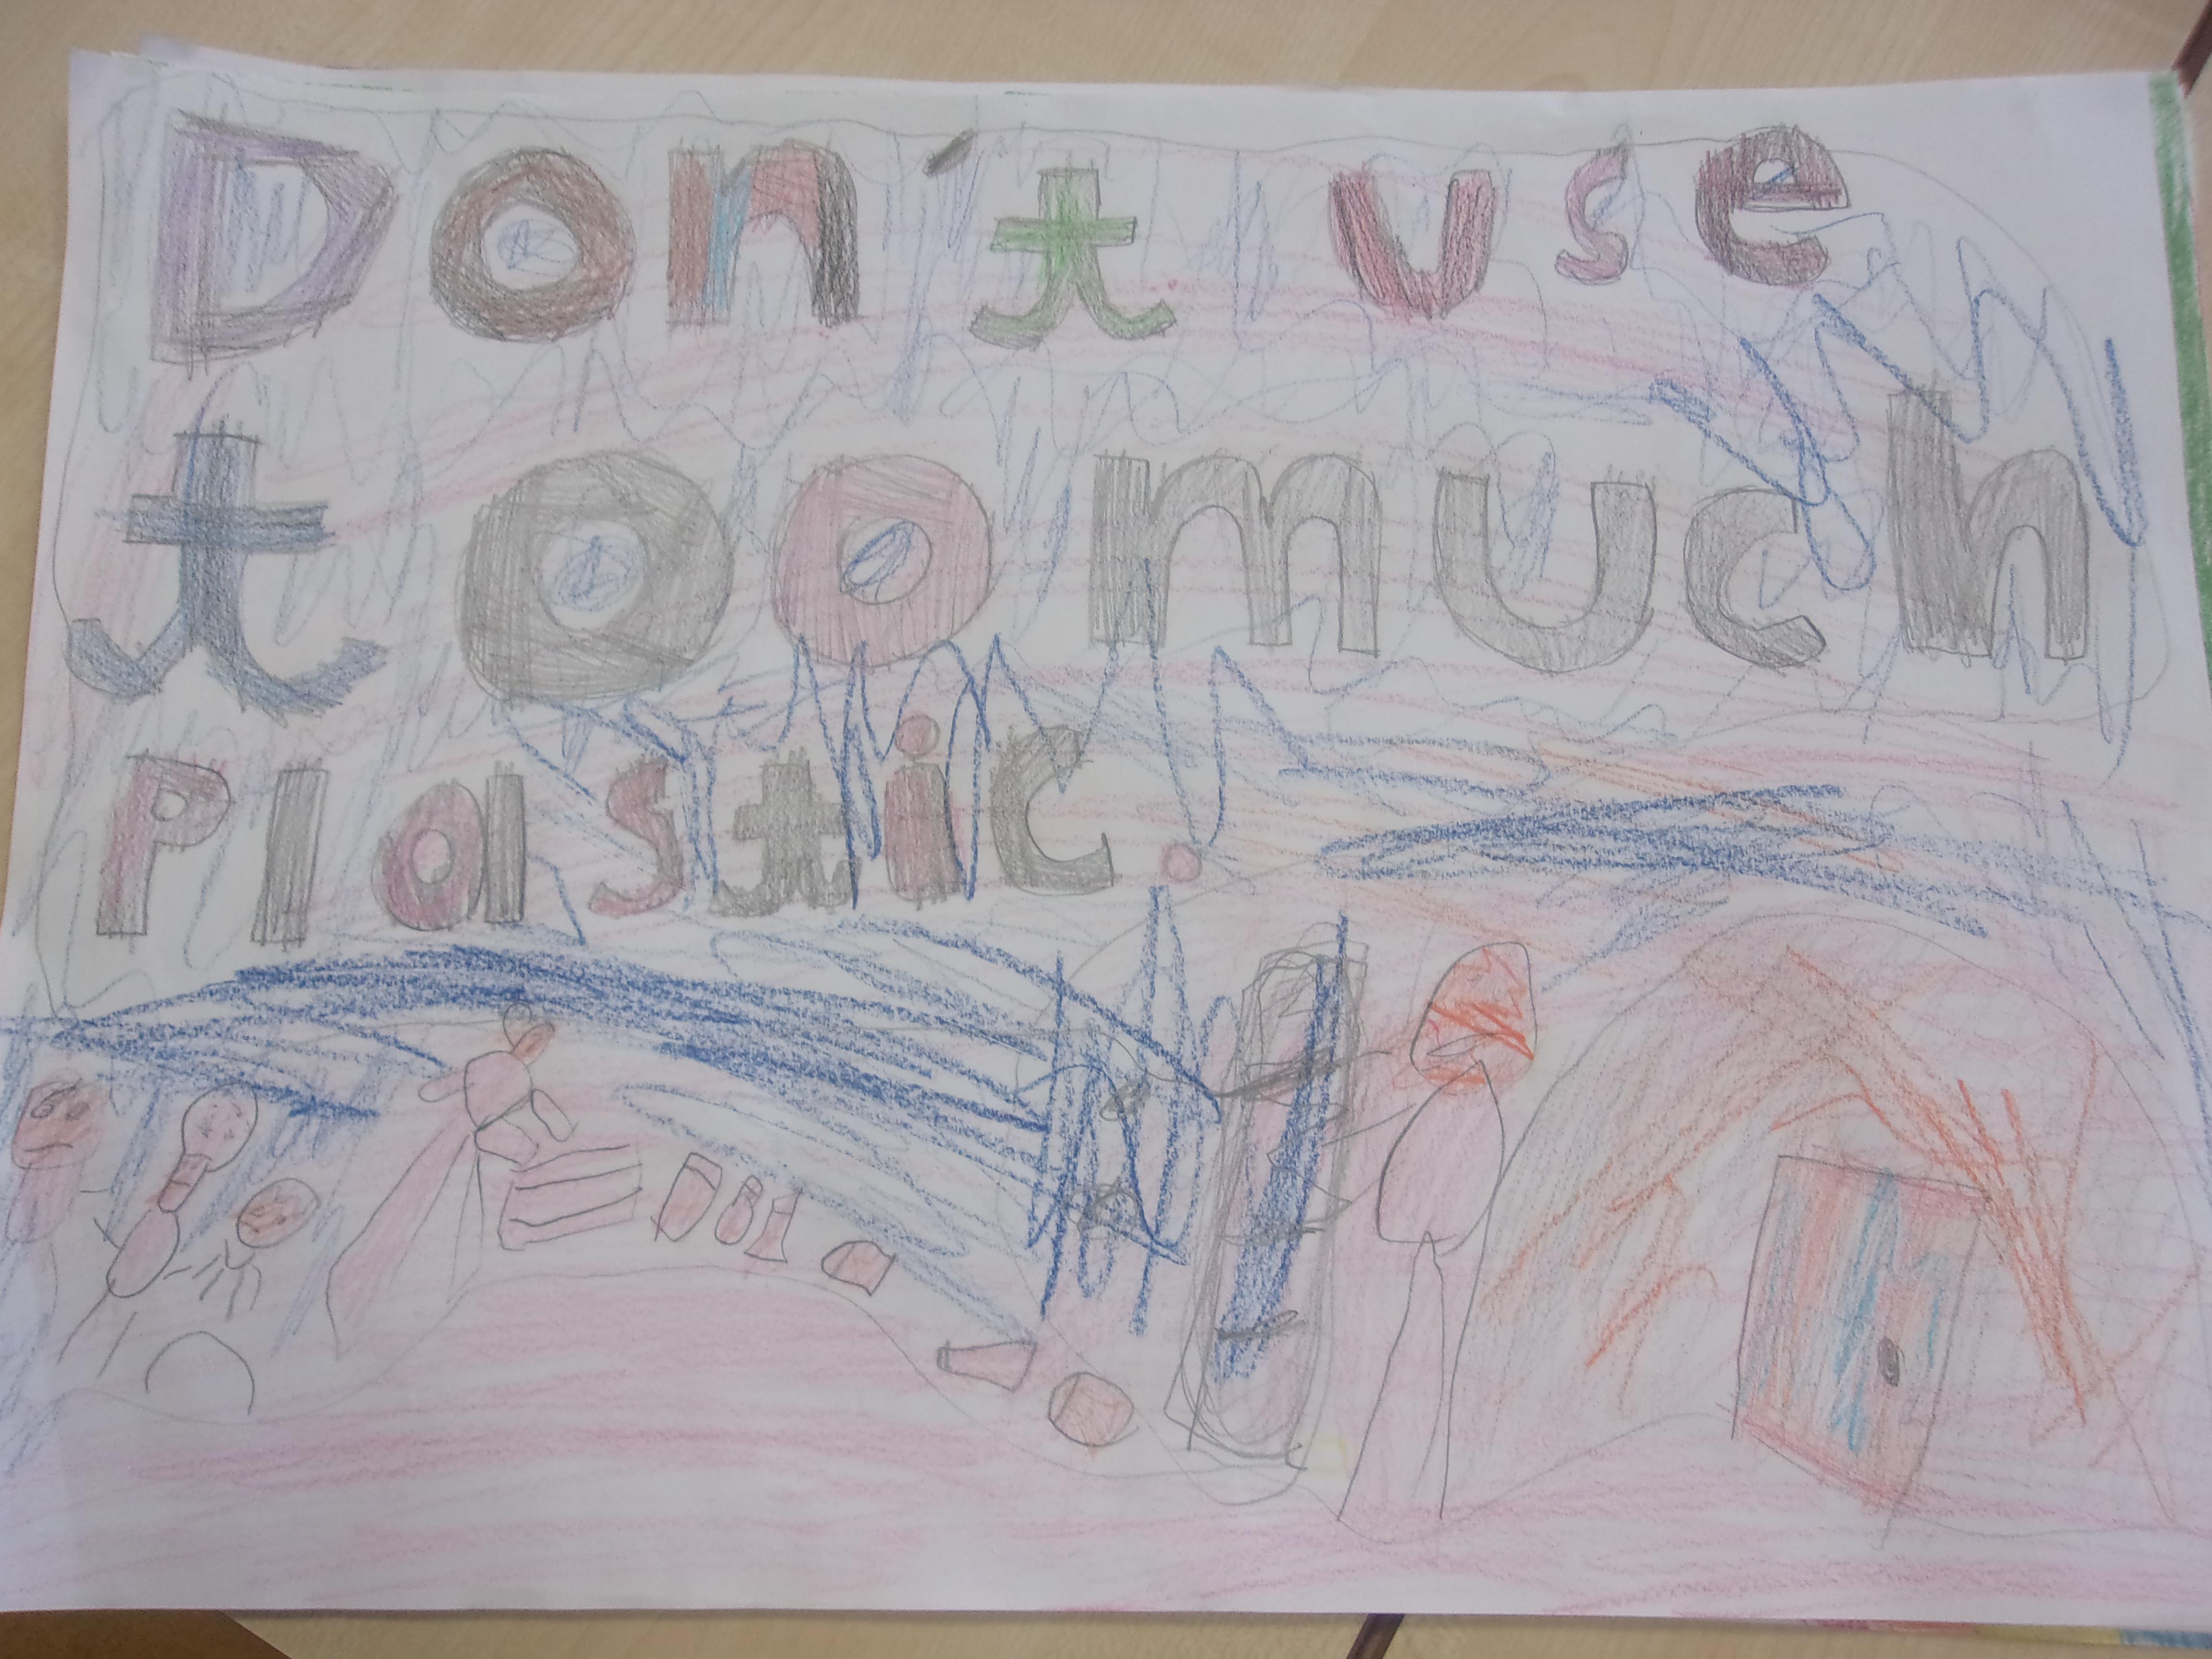 Don't use
too much
plastic.